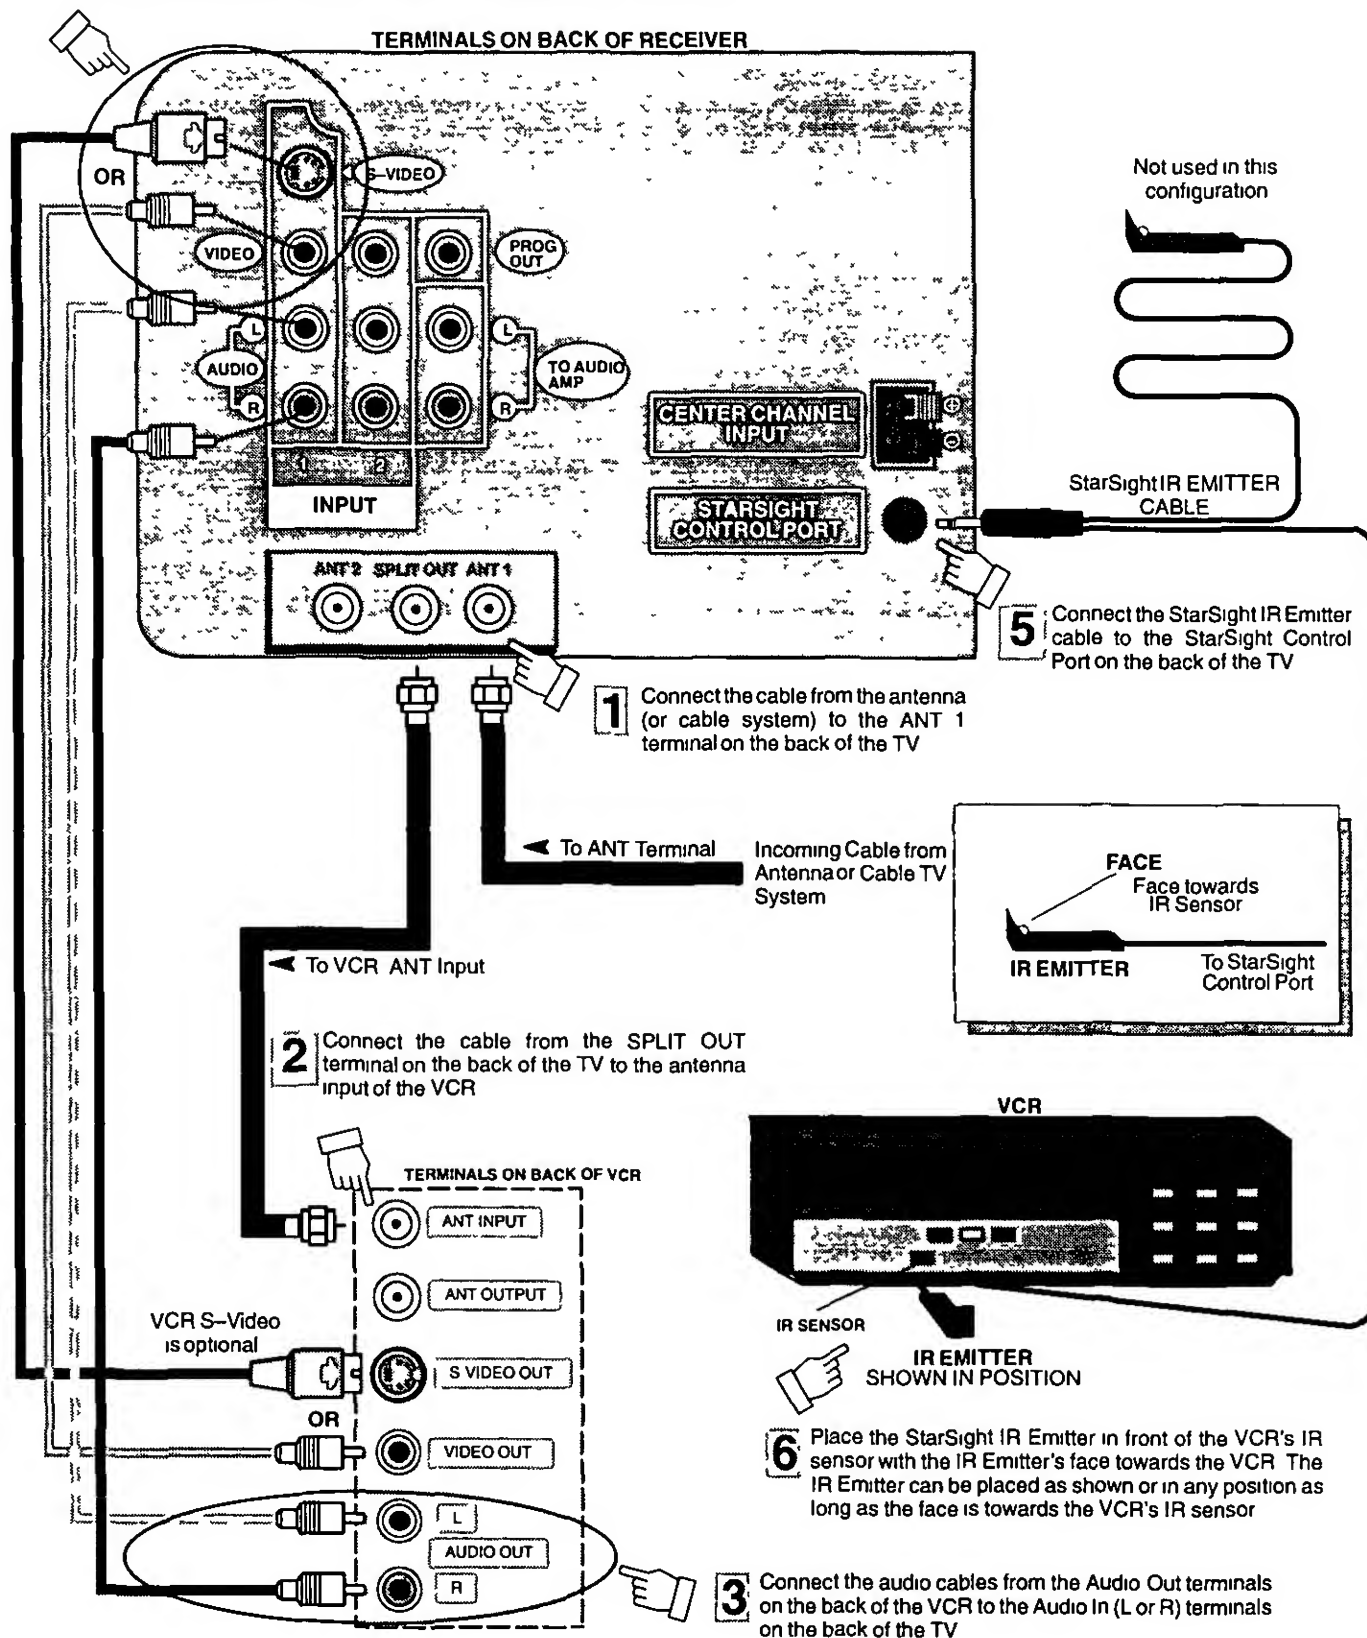 TERMINALS ON BACK OF RECEIVER
OR
S-VIDEO
VIDEO
PROG
OUT
L
AUDIO
R
L
TO AUDIO
AMP
R
1
2
INPUT
CENTER CHANNEL
INPUT
STARSIGHT
CONTROL PORT
ANT 2 SPLIT OUT ANT 1
Not used in this
configuration
StarSight IR EMITTER
CABLE
5 Connect the StarSight IR Emitter
cable to the StarSight Control
Port on the back of the TV
1 Connect the cable from the antenna
(or cable system) to the ANT 1
terminal on the back of the TV
To ANT Terminal
Incoming Cable from
Antenna or Cable TV
System
FACE
Face towards
IR Sensor
IR EMITTER
To StarSight
Control Port
To VCR ANT Input
2 Connect the cable from the SPLIT OUT
terminal on the back of the TV to the antenna
input of the VCR
TERMINALS ON BACK OF VCR
ANT INPUT
ANT OUTPUT
VCR S-Video
is optional
S VIDEO OUT
OR
VIDEO OUT
L
AUDIO OUT
R
VCR
IR SENSOR
IR EMITTER
SHOWN IN POSITION
6 Place the StarSight IR Emitter in front of the VCR's IR
sensor with the IR Emitter's face towards the VCR The
IR Emitter can be placed as shown or in any position as
long as the face is towards the VCR's IR sensor
3 Connect the audio cables from the Audio Out terminals
on the back of the VCR to the Audio In (L or R) terminals
on the back of the TV